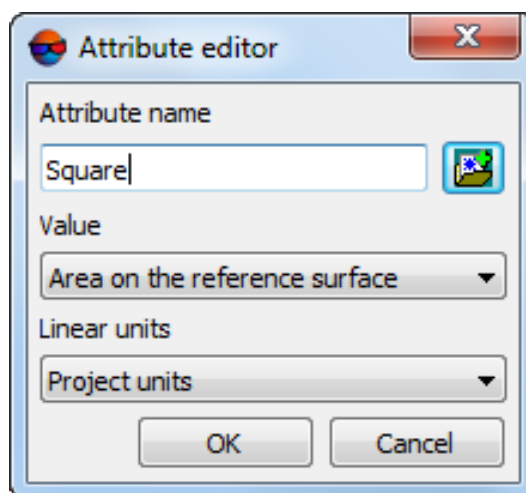 Attribute editor
Attribute name
Square
Value
Area on the reference surface
Linear units
Project units
OK Cancel